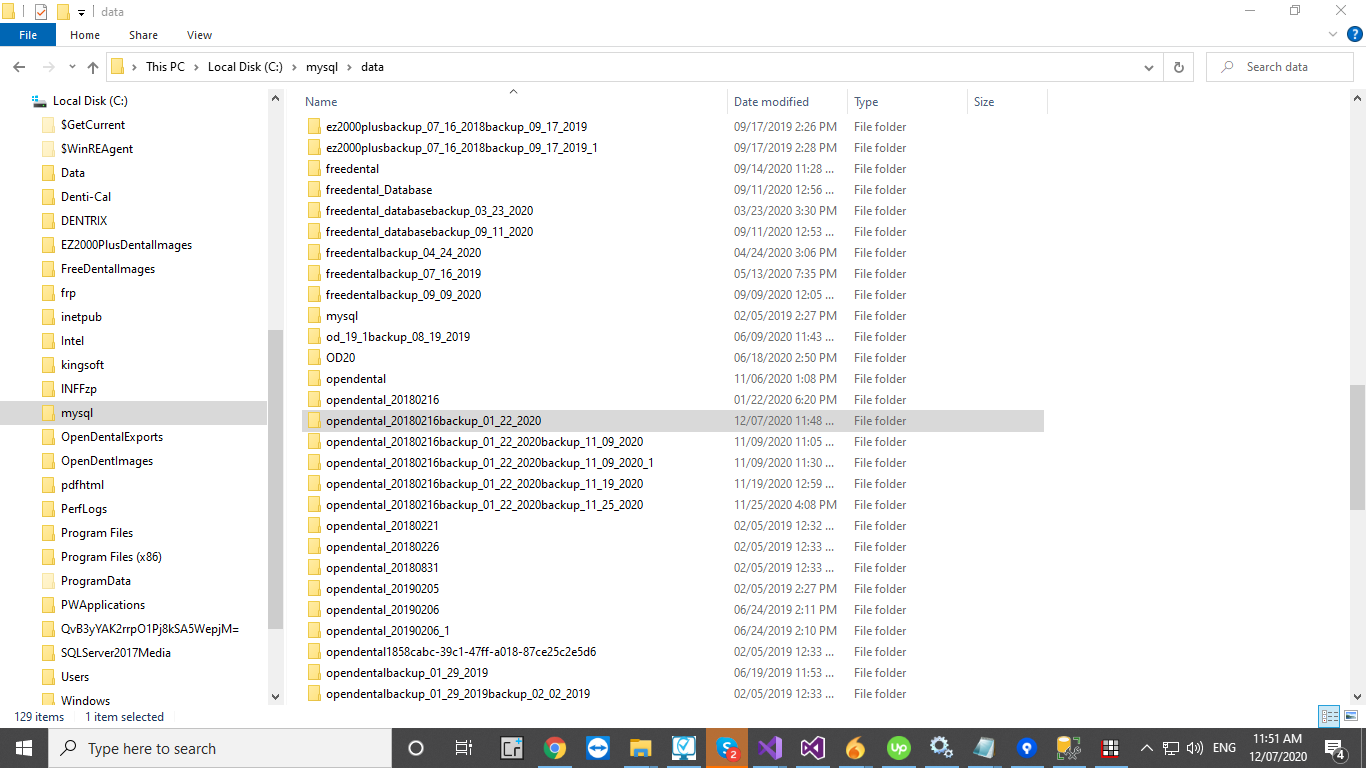 data
File Home Share View
This PC Local Disk (C:) mysql data Search data
Local Disk (C:)
$GetCurrent
$WinREAgent
Data
Denti-Cal
DENTRIX
EZ2000PlusDentalImages
FreeDentalImages
frp
inetpub
Intel
kingsoft
INFFzp
mysql
OpenDentalExports
OpenDentImages
pdfhtml
PerfLogs
Program Files
Program Files (x86)
ProgramData
PWApplications
QvB3yYAK2rrpO1Pj8kSA5WepjM=
SQLServer2017Media
Users
Windows
Name Date modified Type Size
ez2000plusbackup_07_16_2018backup_09_17_2019 09/17/2019 2:26 PM File folder
ez2000plusbackup_07_16_2018backup_09_17_2019_1 09/17/2019 2:28 PM File folder
freedental 09/14/2020 11:28 ... File folder
freedental_Database 09/11/2020 12:56 ... File folder
freedental_databasebackup_03_23_2020 03/23/2020 3:30 PM File folder
freedental_databasebackup_09_11_2020 09/11/2020 12:53 ... File folder
freedentalbackup_04_24_2020 04/24/2020 3:06 PM File folder
freedentalbackup_07_16_2019 05/13/2020 7:35 PM File folder
freedentalbackup_09_09_2020 09/09/2020 12:05 ... File folder
mysql 02/05/2019 2:27 PM File folder
od_19_1backup_08_19_2019 06/09/2020 11:43 ... File folder
OD20 06/18/2020 2:50 PM File folder
opendental 11/06/2020 1:08 PM File folder
opendental_20180216 01/22/2020 6:20 PM File folder
opendental_20180216backup_01_22_2020 12/07/2020 11:48 ... File folder
opendental_20180216backup_01_22_2020backup_11_09_2020 11/09/2020 11:05 ... File folder
opendental_20180216backup_01_22_2020backup_11_09_2020_1 11/09/2020 11:30 ... File folder
opendental_20180216backup_01_22_2020backup_11_19_2020 11/19/2020 12:59 ... File folder
opendental_20180216backup_01_22_2020backup_11_25_2020 11/25/2020 4:08 PM File folder
opendental_20180221 02/05/2019 12:32 ... File folder
opendental_20180226 02/05/2019 12:33 ... File folder
opendental_20180831 02/05/2019 12:33 ... File folder
opendental_20190205 02/05/2019 2:27 PM File folder
opendental_20190206 06/24/2019 2:11 PM File folder
opendental_20190206_1 06/24/2019 2:10 PM File folder
opendental1858cabc-39c1-47ff-a018-87ce25c2e5d6 02/05/2019 12:33 ... File folder
opendentalbackup_01_29_2019 06/19/2019 11:53 ... File folder
opendentalbackup_01_29_2019backup_02_02_2019 02/05/2019 12:33 ... File folder
129 items 1 item selected
Type here to search
2
Up
ENG
11:51 AM
12/07/2020
4